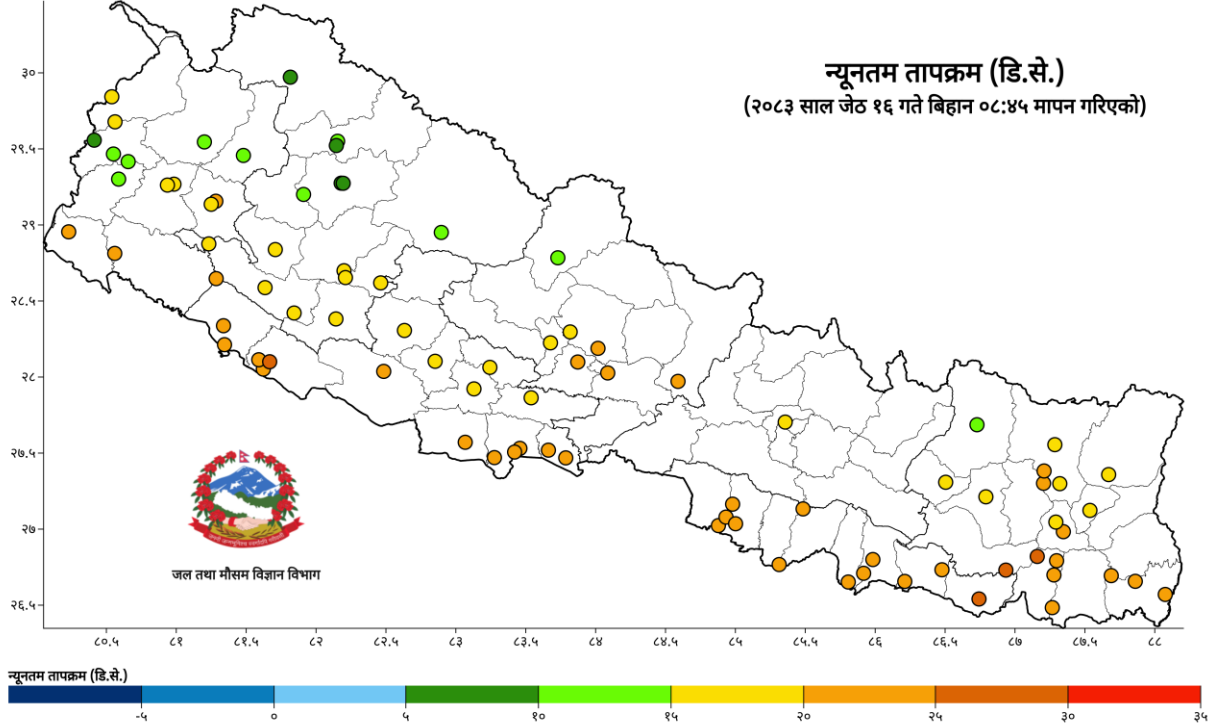 न्यूनतम तापक्रम (डि.से.)
(२०८३ साल जेठ १६ गते बिहान ०८:४५ मापन गरिएको)
३०
२९.५
२९
२८.५
२८
२७.५
२७
२६.५
जल तथा मौसम विज्ञान विभाग
८०.५ ८१ ८१.५ ८२ ८२.५ ८३ ८३.५ ८४ ८४.५ ८५ ८५.५ ८६ ८६.५ ८७ ८७.५ ८८
न्यूनतम तापक्रम (डि.से.)
-५ ० ५ १० १५ २० २५ ३० ३५